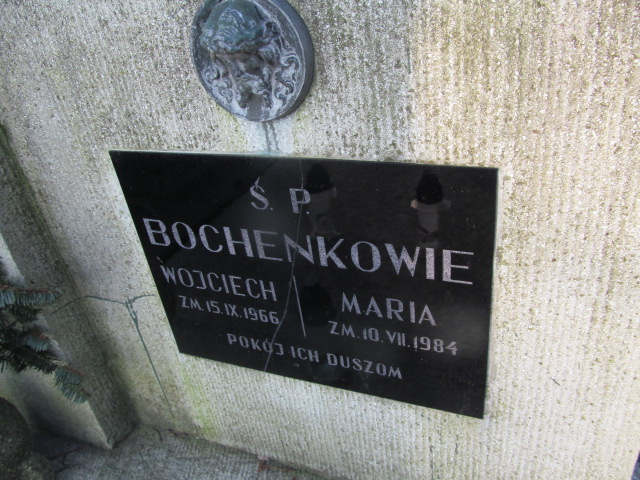 Ś. P.
BOCHENKOWIE
WOJCIECH
ZM. 15. IX. 1966
MARIA
ZM. 10. VII. 1984
POKÓJ ICH DUSZOM